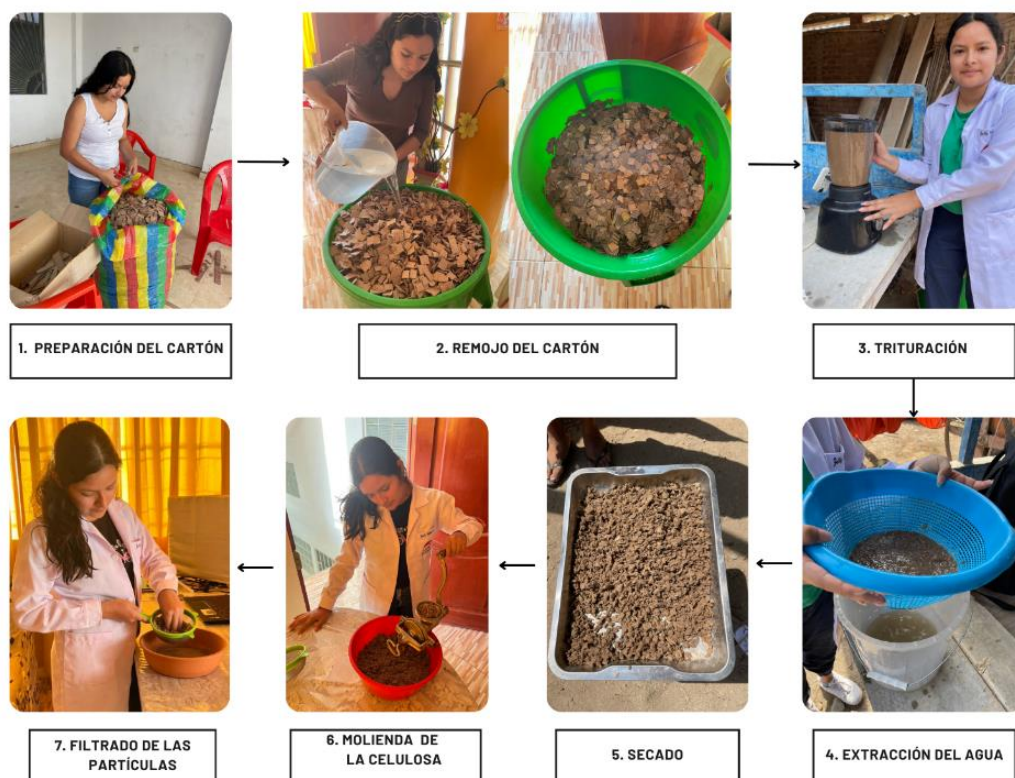 1. PREPARACIÓN DEL CARTÓN
2. REMOJO DEL CARTÓN
3. TRITURACIÓN
7. FILTRADO DE LAS
PARTÍCULAS
6. MOLIENDA DE
LA CELULOSA
5. SECADO
4. EXTRACCIÓN DEL AGUA